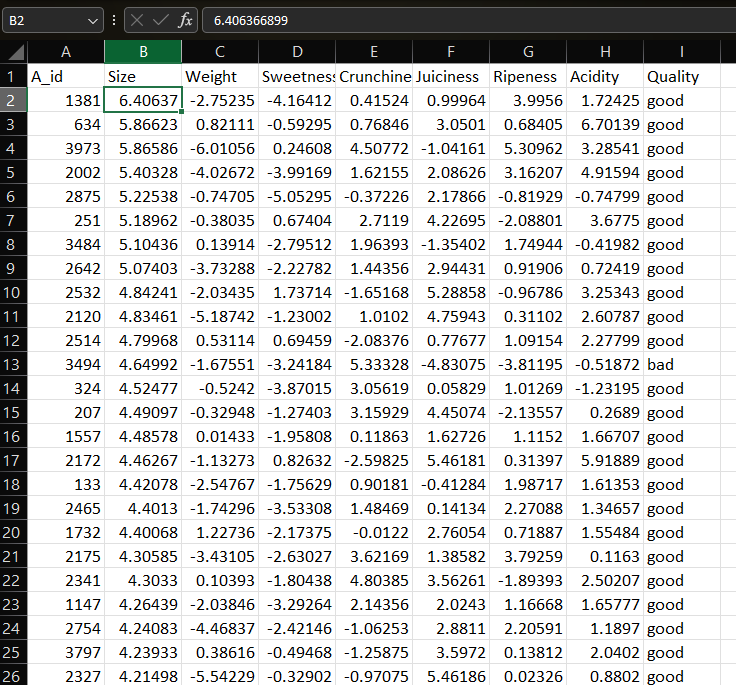 B2 fx 6.406366899
A B C D E F G H I
1 A_id Size Weight Sweetness Crunchine Juiciness Ripeness Acidity Quality
2 1381 6.40637 -2.75235 -4.16412 0.41524 0.99964 3.9956 1.72425 good
3 634 5.86623 0.82111 -0.59295 0.76846 3.0501 0.68405 6.70139 good
4 3973 5.86586 -6.01056 0.24608 4.50772 -1.04161 5.30962 3.28541 good
5 2002 5.40328 -4.02672 -3.99169 1.62155 2.08626 3.16207 4.91594 good
6 2875 5.22538 -0.74705 -5.05295 -0.37226 2.17866 -0.81929 -0.74799 good
7 251 5.18962 -0.38035 0.67404 2.7119 4.22695 -2.08801 3.6775 good
8 3484 5.10436 0.13914 -2.79512 1.96393 -1.35402 1.74944 -0.41982 good
9 2642 5.07403 -3.73288 -2.22782 1.44356 2.94431 0.91906 0.72419 good
10 2532 4.84241 -2.03435 1.73714 -1.65168 5.28858 -0.96786 3.25343 good
11 2120 4.83461 -5.18742 -1.23002 1.0102 4.75943 0.31102 2.60787 good
12 2514 4.79968 0.53114 0.69459 -2.08376 0.77677 1.09154 2.27799 good
13 3494 4.64992 -1.67551 -3.24184 5.33328 -4.83075 -3.81195 -0.51872 bad
14 324 4.52477 -0.5242 -3.87015 3.05619 0.05829 1.01269 -1.23195 good
15 207 4.49097 -0.32948 -1.27403 3.15929 4.45074 -2.13557 0.2689 good
16 1557 4.48578 0.01433 -1.95808 0.11863 1.62726 1.1152 1.66707 good
17 2172 4.46267 -1.13273 0.82632 -2.59825 5.46181 0.31397 5.91889 good
18 133 4.42078 -2.54767 -1.75629 0.90181 -0.41284 1.98717 1.61353 good
19 2465 4.4013 -1.74296 -3.53308 1.48469 0.14134 2.27088 1.34657 good
20 1732 4.40068 1.22736 -2.17375 -0.0122 2.76054 0.71887 1.55484 good
21 2175 4.30585 -3.43105 -2.63027 3.62169 1.38582 3.79259 0.1163 good
22 2341 4.3033 0.10393 -1.80438 4.80385 3.56261 -1.89393 2.50207 good
23 1147 4.26439 -2.03846 -3.29264 2.14356 2.0243 1.16668 1.65777 good
24 2754 4.24083 -4.46837 -2.42146 -1.06253 2.8811 2.20591 1.1897 good
25 3797 4.23933 0.38616 -0.49468 -1.25875 3.5972 0.13812 2.0402 good
26 2327 4.21498 -5.54229 -0.32902 -0.97075 5.46186 0.02326 0.8802 good